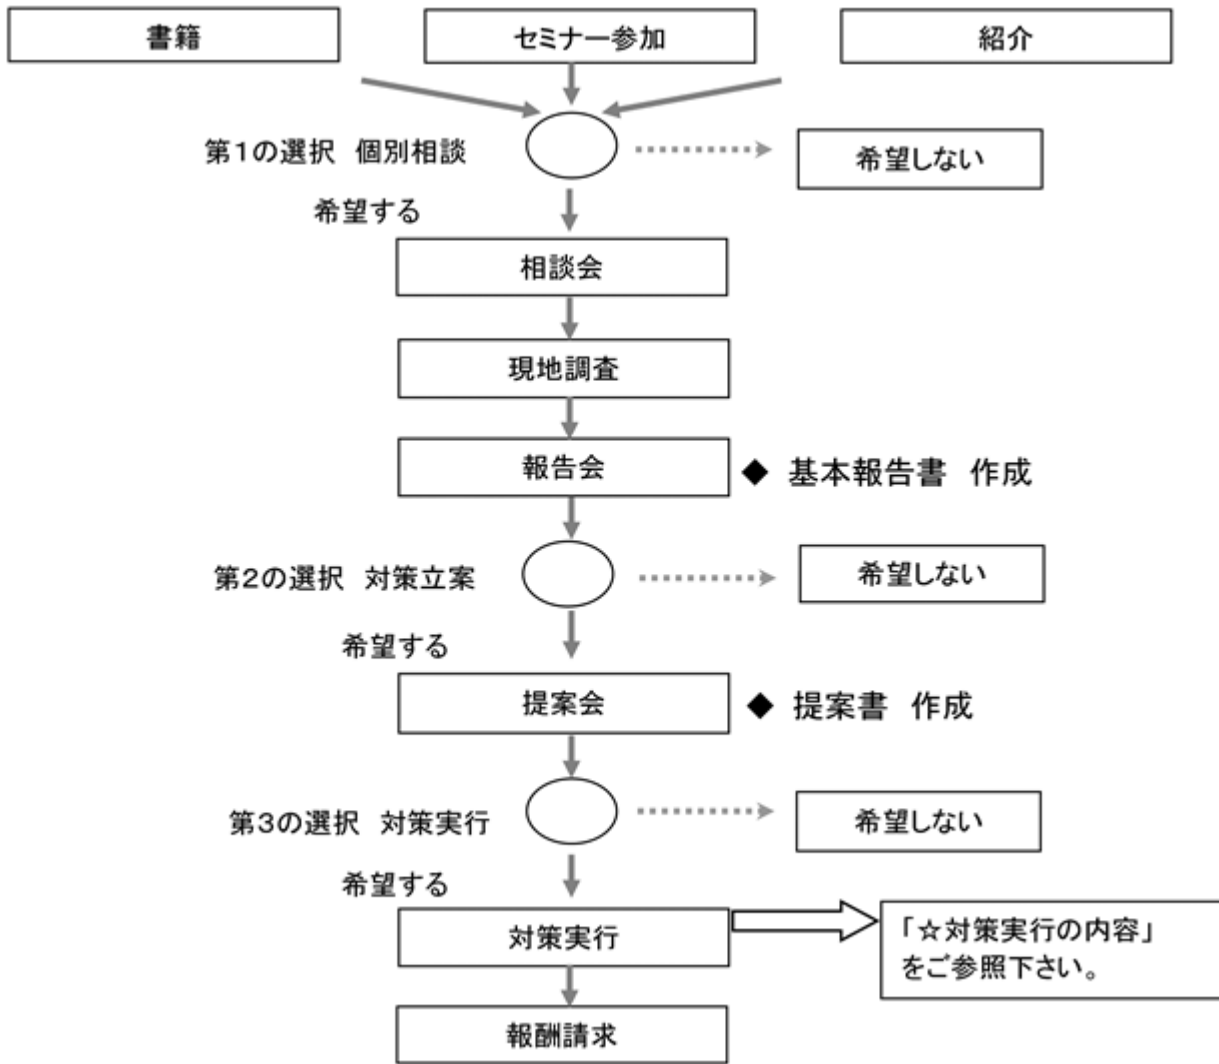 書籍
セミナー参加
紹介
第1の選択　個別相談
希望しない
希望する
相談会
現地調査
報告会
◆　基本報告書　作成
第2の選択　対策立案
希望しない
希望する
提案会
◆　提案書　作成
第3の選択　対策実行
希望しない
希望する
対策実行
「☆対策実行の内容」
をご参照下さい。
報酬請求